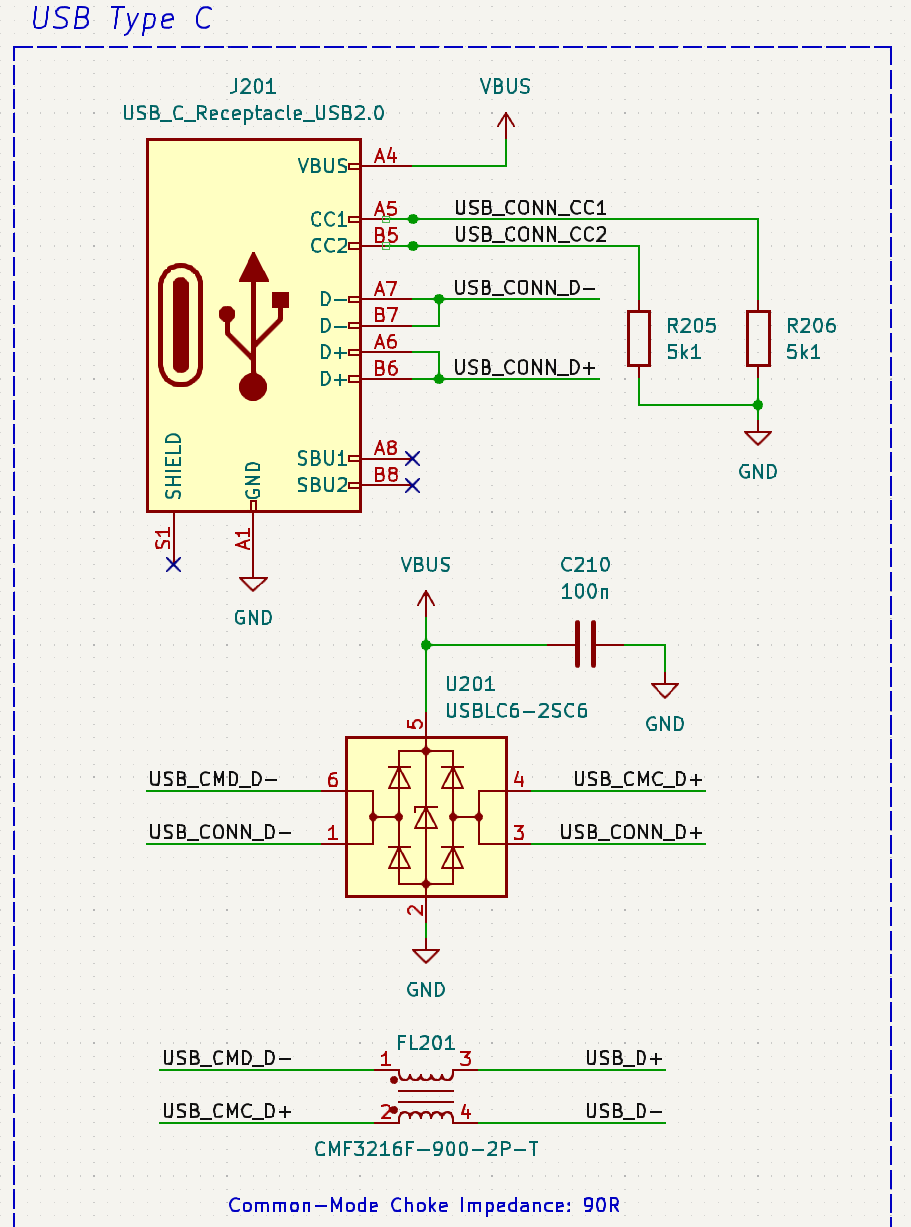 USB Type C
J201
USB_C_Receptacle_USB2.0
VBUS
VBUS A4
CC1 A5 USB_CONN_CC1
CC2 B5 USB_CONN_CC2
D- A7 USB_CONN_D-
D- B7
D+ A6
D+ B6 USB_CONN_D+
R205
5k1
R206
5k1
SBU1 A8
SBU2 B8
SHIELD
GND
S1
A1
GND
GND
VBUS
C210
100n
GND
U201
USBLC6-2SC6
5
USB_CMD_D- 6
4 USB_CMC_D+
USB_CONN_D- 1
3 USB_CONN_D+
2
GND
FL201
USB_CMD_D- 1 3 USB_D+
USB_CMC_D+ 2 4 USB_D-
CMF3216F-900-2P-T
Common-Mode Choke Impedance: 90R